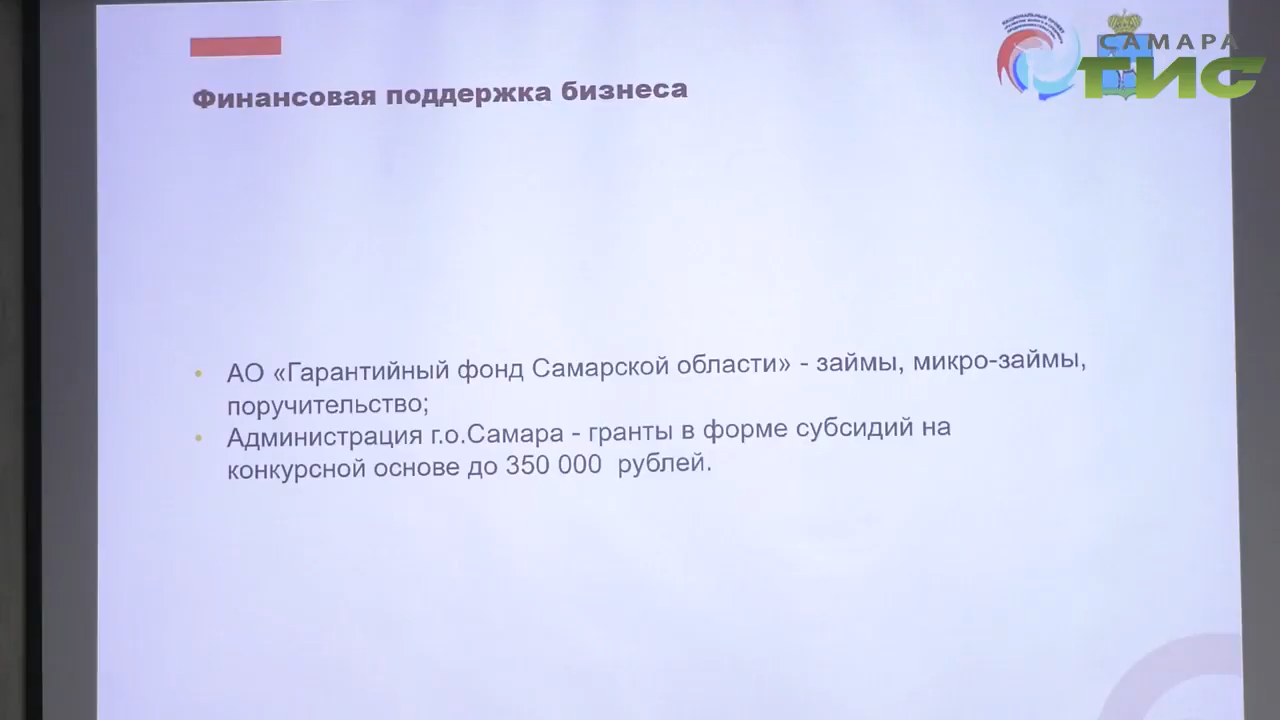 САМАРА
ТИС
Финансовая поддержка бизнеса
• АО «Гарантийный фонд Самарской области» - займы, микро-займы,
поручительство;
• Администрация г.о.Самара - гранты в форме субсидий на
конкурсной основе до 350 000 рублей.